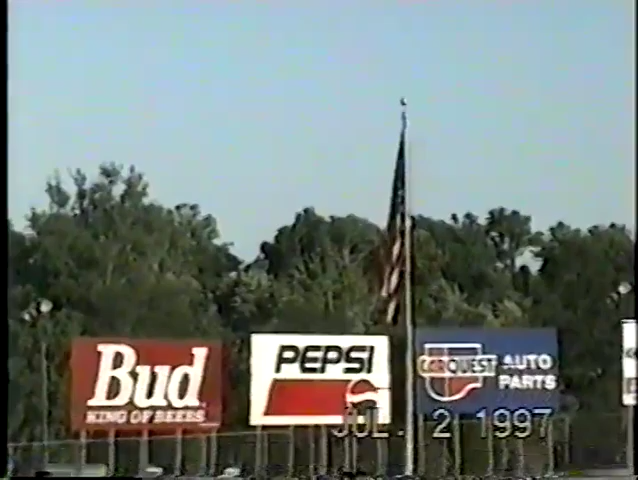 Bud
KING OF BEERS
PEPSI
CARQUEST AUTO PARTS
JUL. 2 1997